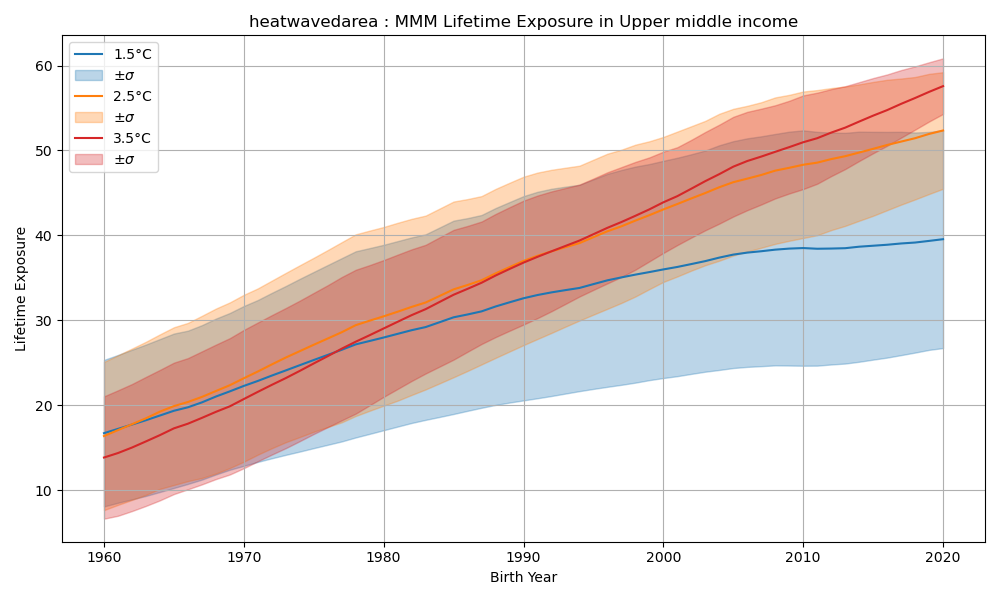 heatwavedarea : MMM Lifetime Exposure in Upper middle income
1.5°C
±σ
2.5°C
±σ
3.5°C
±σ
60
50
40
30
20
10
Lifetime Exposure
1960 1970 1980 1990 2000 2010 2020
Birth Year